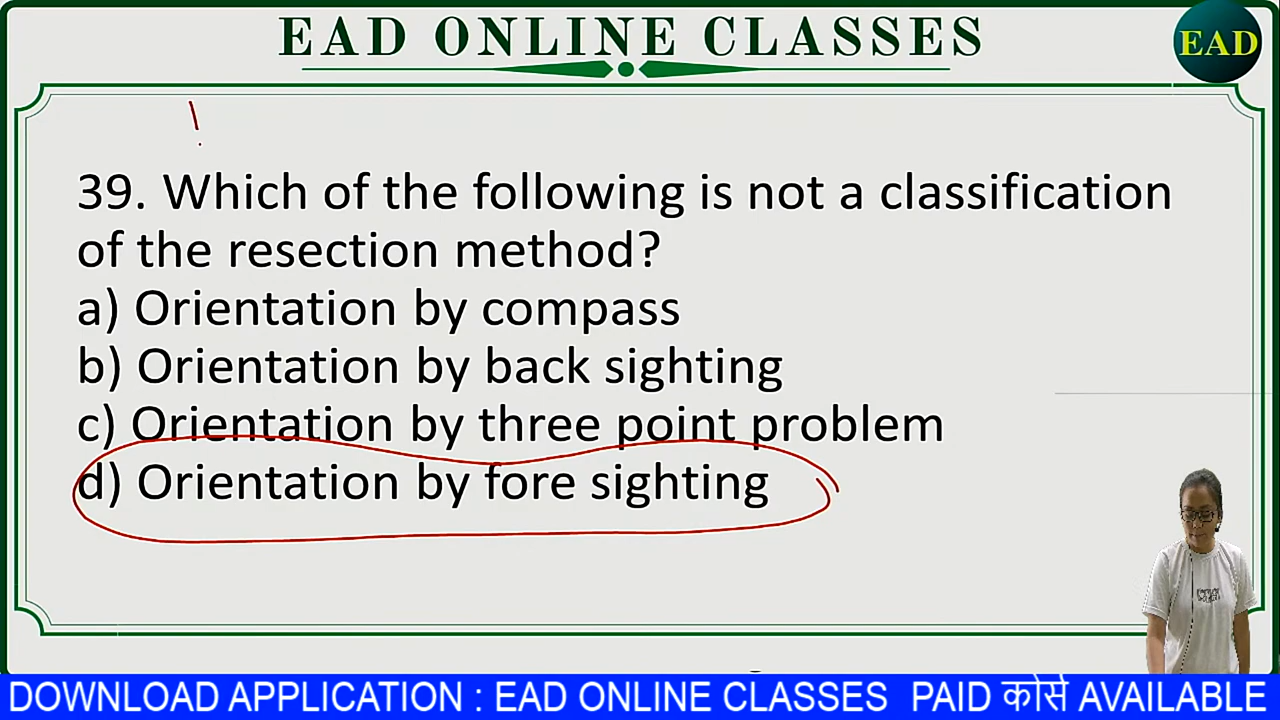 EAD ONLINE CLASSES
EAD
39. Which of the following is not a classification
of the resection method?
a) Orientation by compass
b) Orientation by back sighting
c) Orientation by three point problem
d) Orientation by fore sighting
DOWNLOAD APPLICATION : EAD ONLINE CLASSES PAID कोर्स AVAILABLE